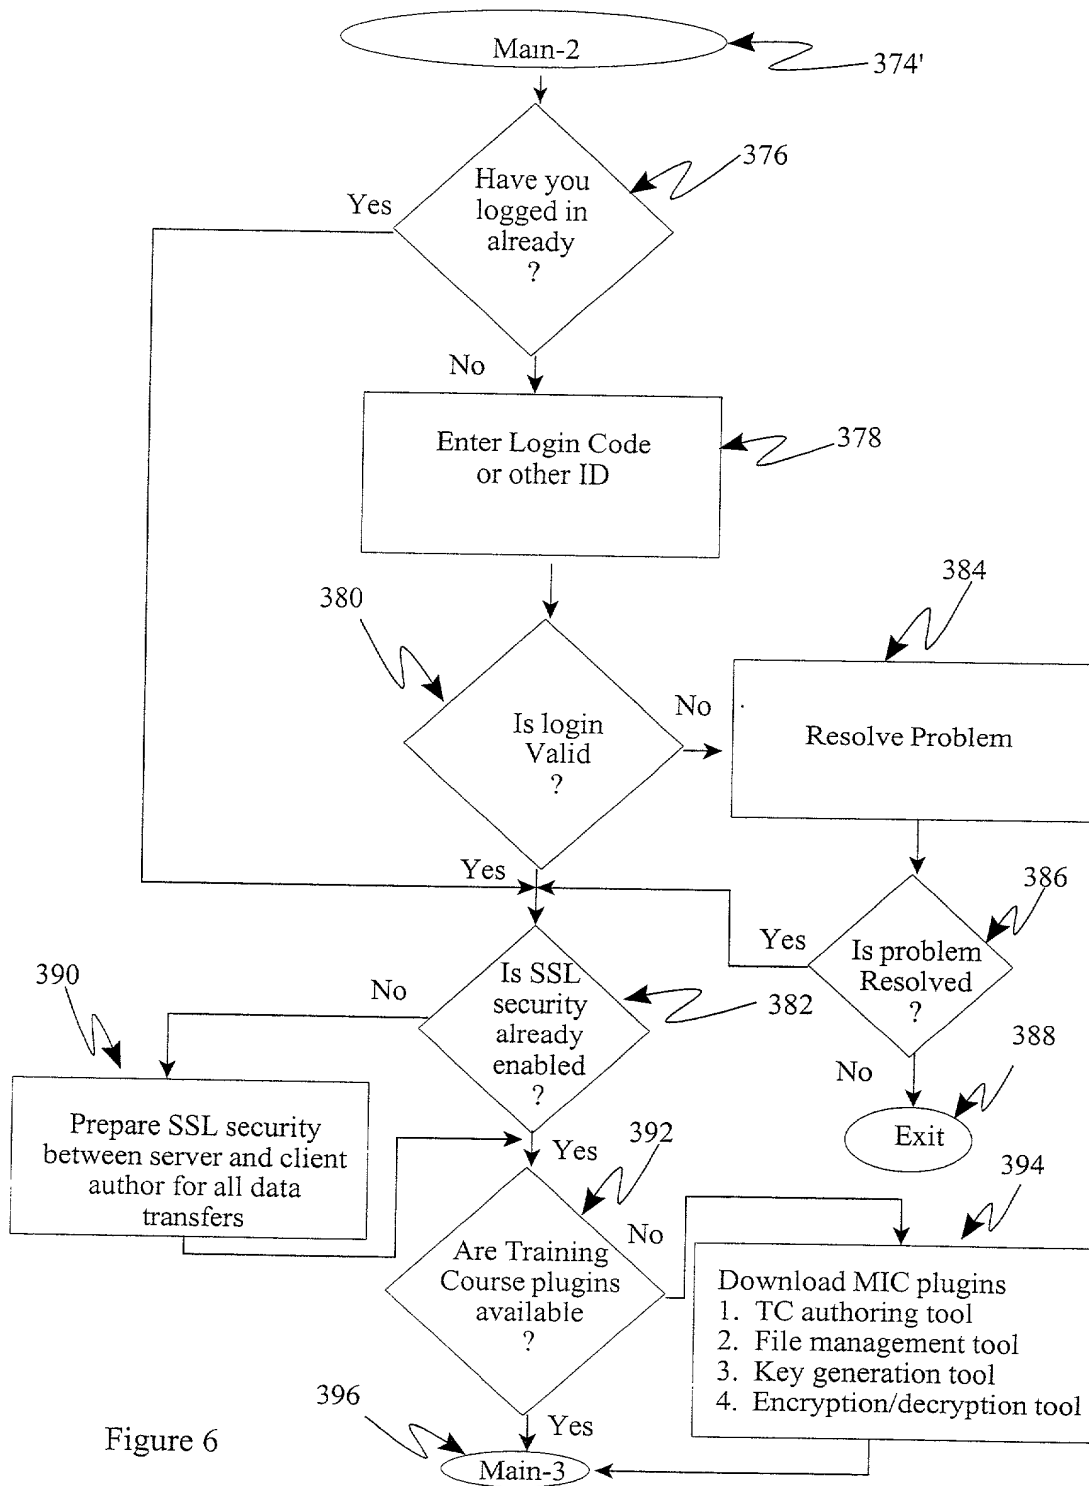 Main-2
374'
376
Have you
logged in
already
?
Yes
No
378
Enter Login Code
or other ID
380
384
Is login
Valid
?
No
Resolve Problem
Yes
386
Yes
Is problem
Resolved
?
390
No
Is SSL
security
already
enabled
?
382
No
388
Exit
Prepare SSL security
between server and client
author for all data
transfers
Yes
392
394
No
Are Training
Course plugins
available
?
Download MIC plugins
1. TC authoring tool
2. File management tool
3. Key generation tool
4. Encryption/decryption tool
396
Yes
Figure 6
Main-3